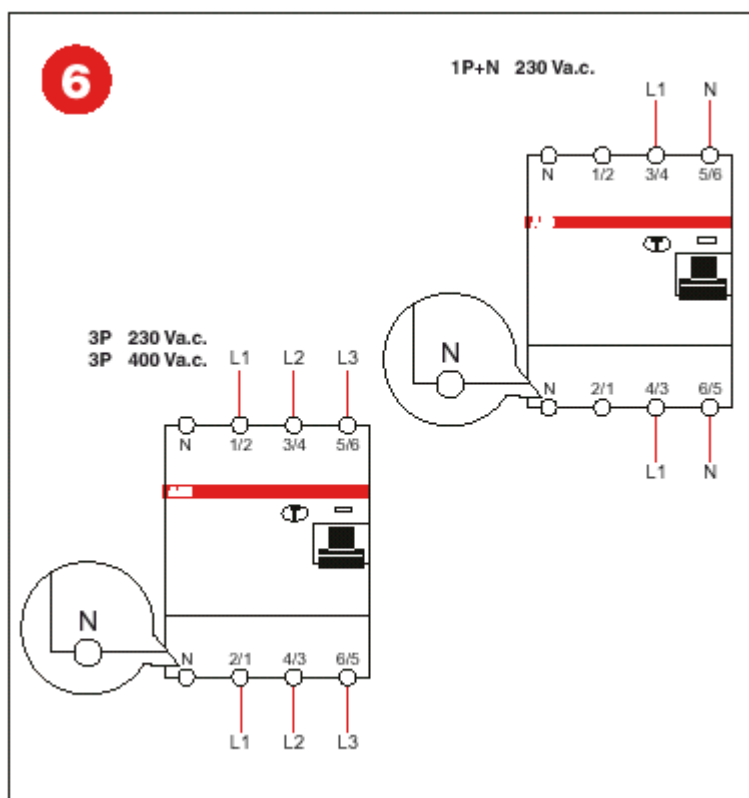 6
1P+N 230 Va.c.
L1 N
N 1/2 3/4 5/6
T
N
N 2/1 4/3 6/5
L1 N
3P 230 Va.c.
3P 400 Va.c.
L1 L2 L3
N 1/2 3/4 5/6
T
N
N 2/1 4/3 6/5
L1 L2 L3